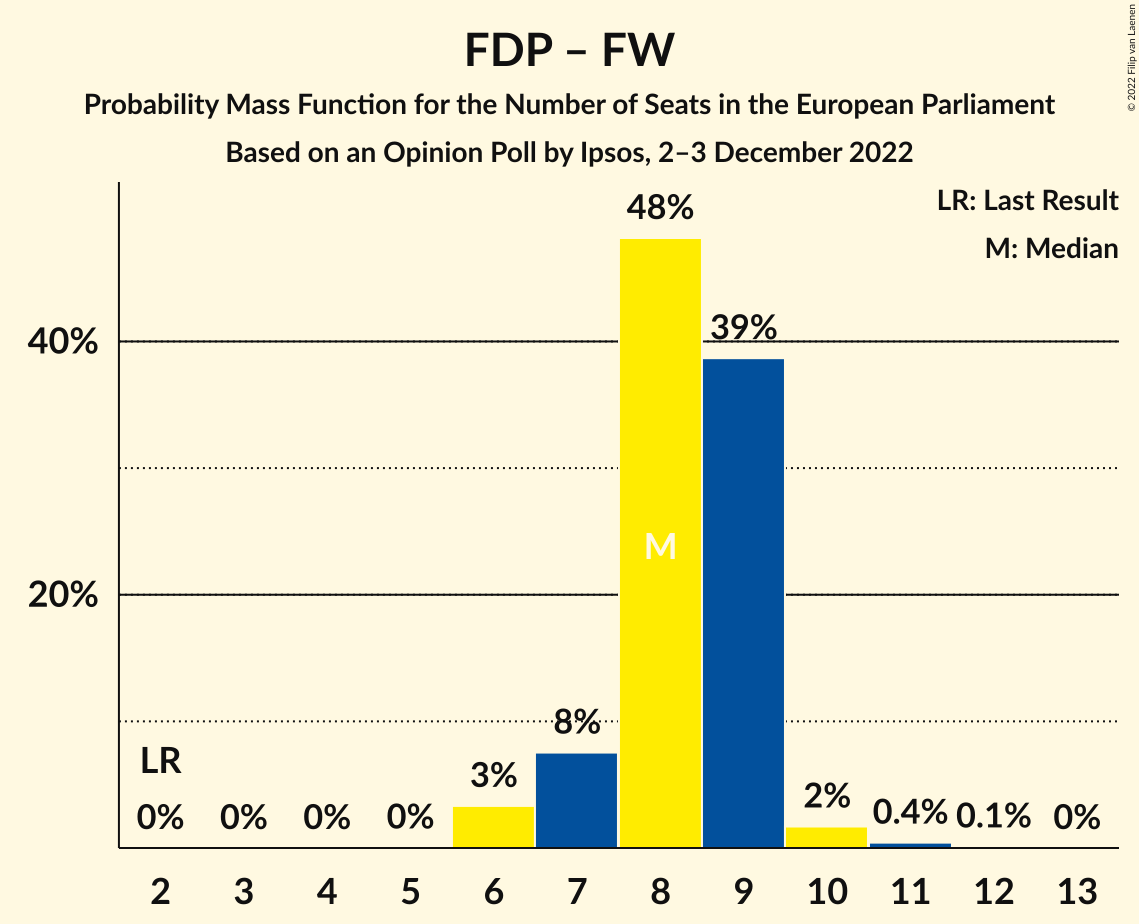 FDP – FW
Probability Mass Function for the Number of Seats in the European Parliament
Based on an Opinion Poll by Ipsos, 2–3 December 2022
© 2022 Filip van Laenen
LR: Last Result
M: Median
48%
39%
40%
M
20%
8%
LR
3%
2%
0% 0% 0% 0% 0.4% 0.1% 0%
2 3 4 5 6 7 8 9 10 11 12 13